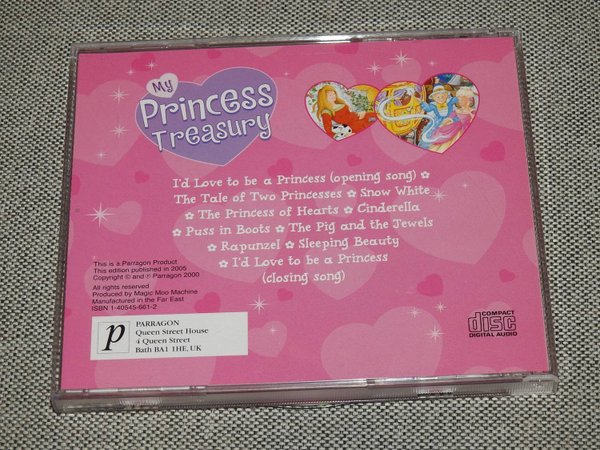 My
Princess
Treasury
I'd Love to be a Princess (opening song) ✿
The Tale of Two Princesses ✿ Snow White
✿ The Princess of Hearts ✿ Cinderella
✿ Puss in Boots ✿ The Pig and the Jewels
✿ Rapunzel ✿ Sleeping Beauty
✿ I'd Love to be a Princess
(closing song)
This is a Parragon Product
This edition published in 2005
Copyright © and ℗ Parragon 2000
All rights reserved
Produced by Magic Moo Machine
Manufactured in the Far East
ISBN 1-40545-661-2
p
PARRAGON
Queen Street House
4 Queen Street
Bath BA1 1HE, UK
COMPACT
disc
DIGITAL AUDIO